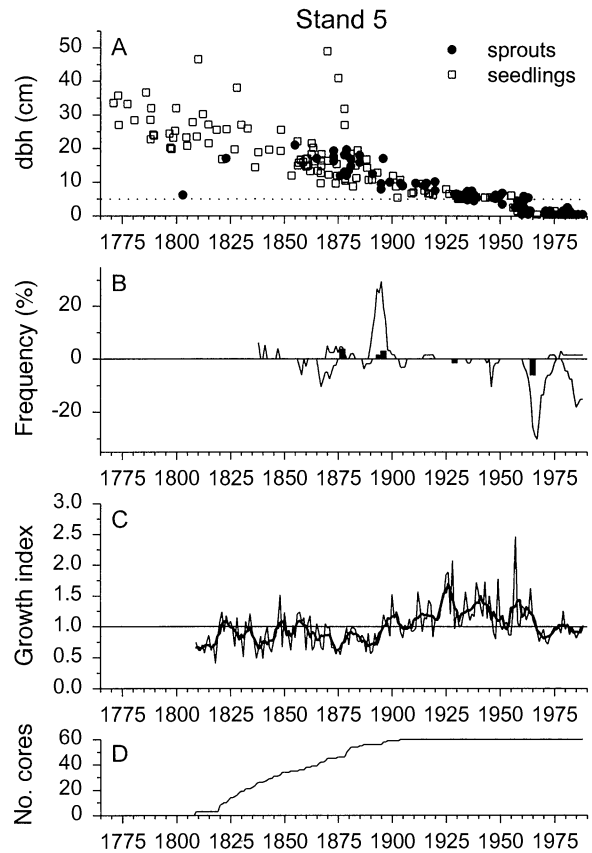 Stand 5
A
sprouts
seedlings
dbh (cm)
50
40
30
20
10
0
1775 1800 1825 1850 1875 1900 1925 1950 1975
B
Frequency (%)
20
0
-20
1775 1800 1825 1850 1875 1900 1925 1950 1975
C
Growth index
3.0
2.5
2.0
1.5
1.0
0.5
0.0
1775 1800 1825 1850 1875 1900 1925 1950 1975
D
No. cores
60
40
20
0
1775 1800 1825 1850 1875 1900 1925 1950 1975